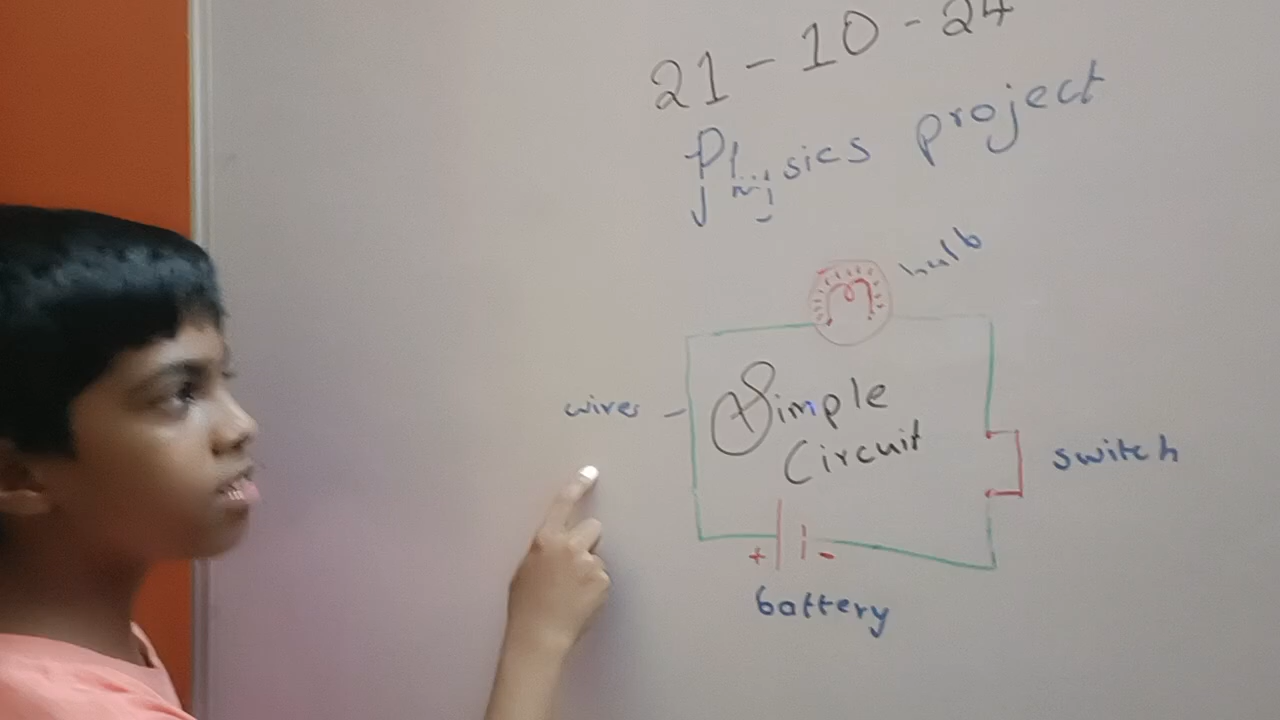 21-10-24
Physics project
bulb
wires
Simple
Circuit
switch
+ -
battery